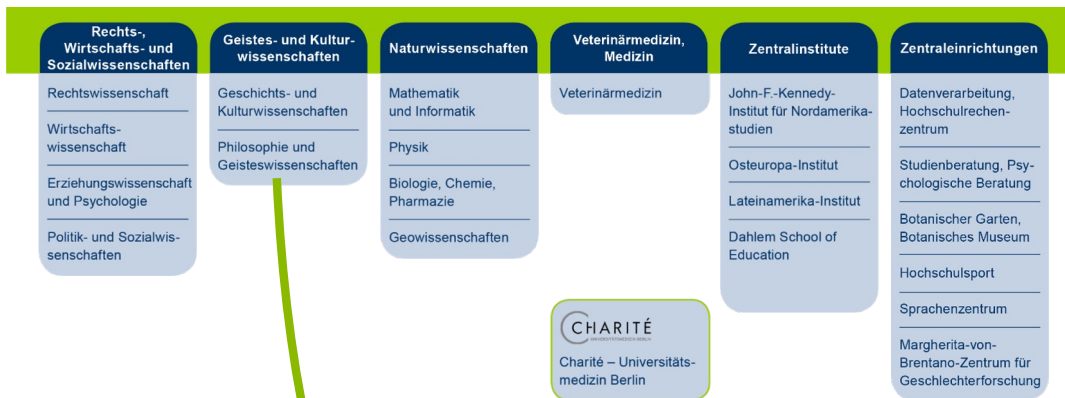 Rechts-,
Wirtschafts- und
Sozialwissenschaften
Rechtswissenschaft
Wirtschafts-
wissenschaft
Erziehungswissenschaft
und Psychologie
Politik- und Sozialwis-
senschaften
Geistes- und Kultur-
wissenschaften
Geschichts- und
Kulturwissenschaften
Philosophie und
Geisteswissenschaften
Naturwissenschaften
Mathematik
und Informatik
Physik
Biologie, Chemie,
Pharmazie
Geowissenschaften
Veterinärmedizin,
Medizin
Veterinärmedizin
CHARITÉ
UNIVERSITÄTSMEDIZIN BERLIN
Charité – Universitäts-
medizin Berlin
Zentralinstitute
John-F.-Kennedy-
Institut für Nordamerika-
studien
Osteuropa-Institut
Lateinamerika-Institut
Dahlem School of
Education
Zentraleinrichtungen
Datenverarbeitung,
Hochschulrechen-
zentrum
Studienberatung, Psy-
chologische Beratung
Botanischer Garten,
Botanisches Museum
Hochschulsport
Sprachenzentrum
Margherita-von-
Brentano-Zentrum für
Geschlechterforschung